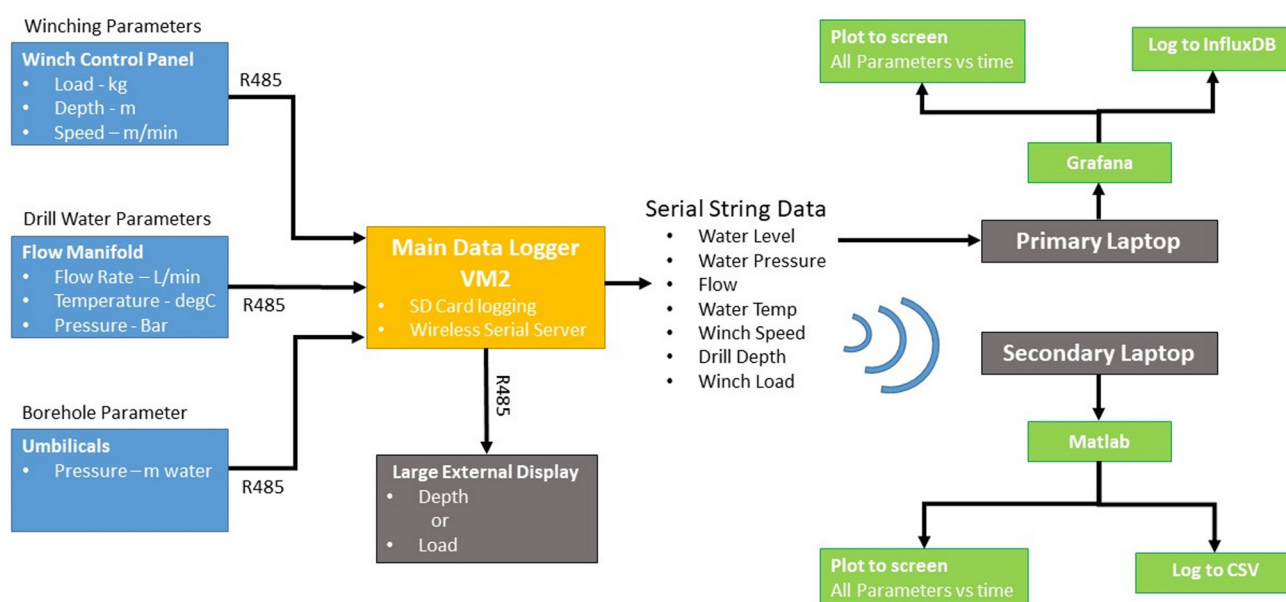 Winching Parameters
Winch Control Panel
• Load - kg
• Depth - m
• Speed – m/min
R485
Drill Water Parameters
Flow Manifold
• Flow Rate – L/min
• Temperature - degC
• Pressure - Bar
R485
Borehole Parameter
Umbilicals
• Pressure – m water
R485
Main Data Logger
VM2
• SD Card logging
• Wireless Serial Server
R485
Large External Display
• Depth
or
• Load
Serial String Data
• Water Level
• Water Pressure
• Flow
• Water Temp
• Winch Speed
• Drill Depth
• Winch Load
Plot to screen
All Parameters vs time
Log to InfluxDB
Grafana
Primary Laptop
Secondary Laptop
Matlab
Plot to screen
All Parameters vs time
Log to CSV